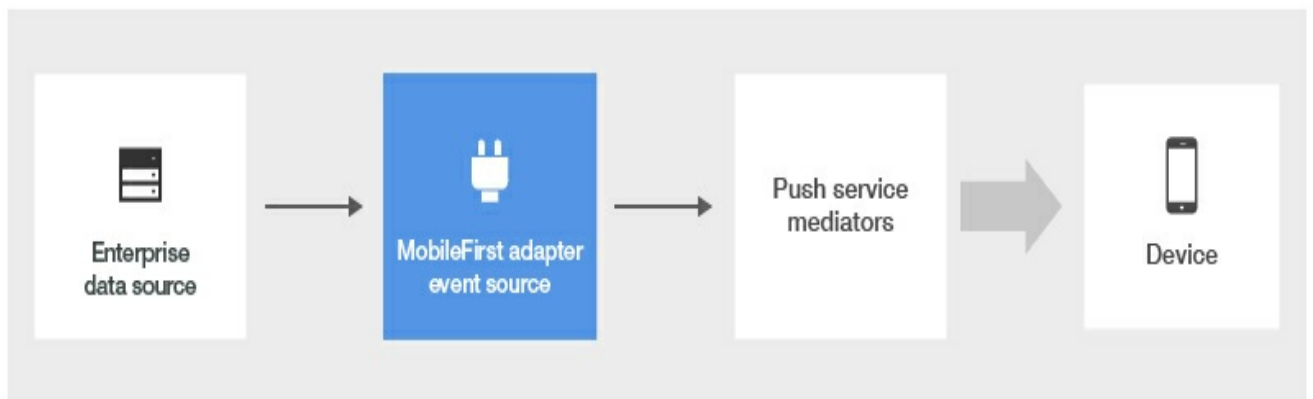 Enterprise
data source
MobileFirst adapter
event source
Push service
mediators
Device